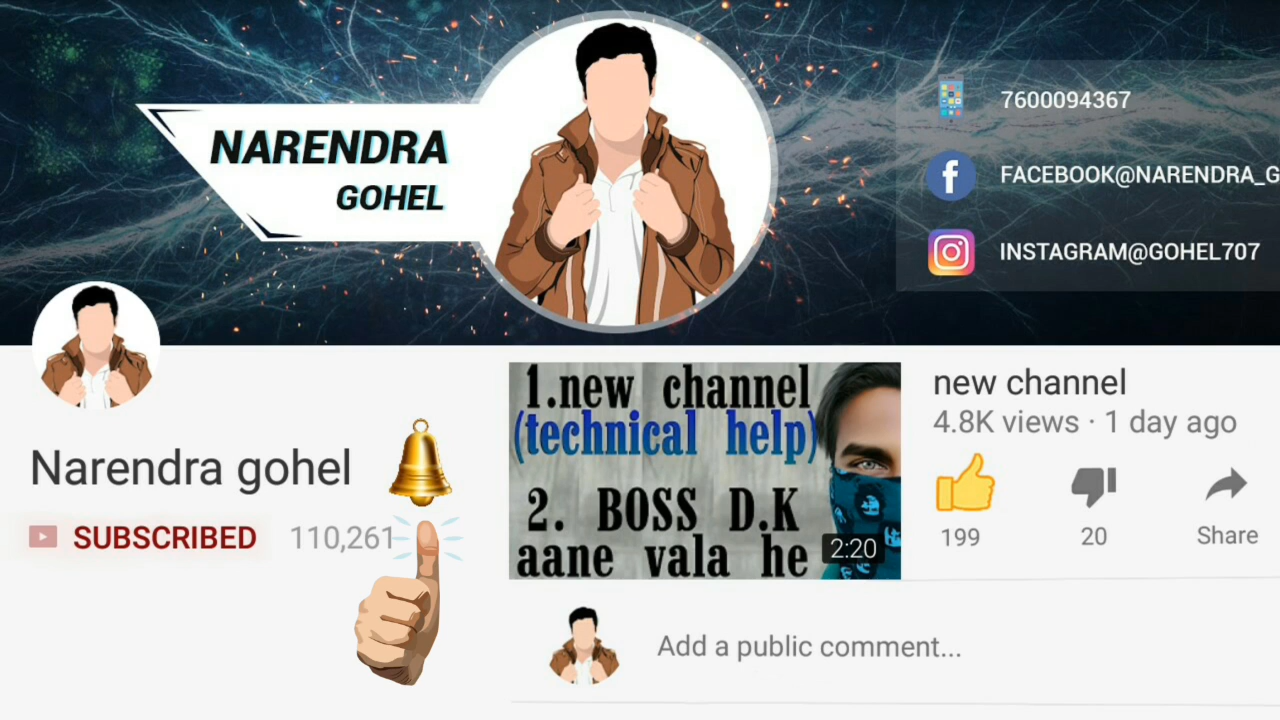 NARENDRA
GOHEL
7600094367
FACEBOOK@NARENDRA_G
INSTAGRAM@GOHEL707
Narendra gohel
SUBSCRIBED 110,261
1.new channel
(technical help)
2. BOSS D.K
aane vala he
2:20
new channel
4.8K views · 1 day ago
199
20
Share
Add a public comment...